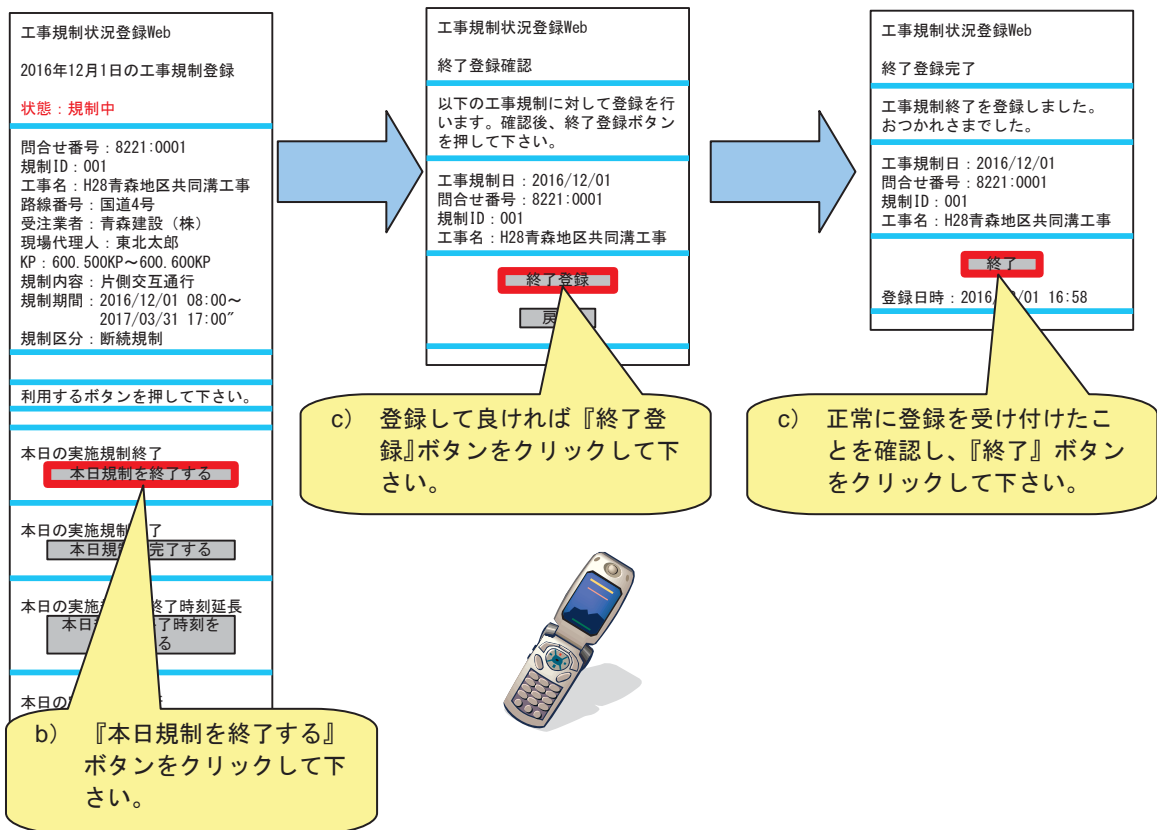 工事規制状況登録Web
2016年12月1日の工事規制登録
状態：規制中
問合せ番号：8221:0001
規制ID：001
工事名：H28青森地区共同溝工事
路線番号：国道4号
受注業者：青森建設（株）
現場代理人：東北太郎
KP：600.500KP～600.600KP
規制内容：片側交互通行
規制期間：2016/12/01 08:00～
2017/03/31 17:00″
規制区分：断続規制
利用するボタンを押して下さい。
本日の実施規制終了
本日規制を終了する
本日の実施規制 了
本日規制 完了する
本日の実施 終了時刻延長
本日 了時刻を
る
本日の
b） 『本日規制を終了する』
ボタンをクリックして下
さい。
工事規制状況登録Web
終了登録確認
以下の工事規制に対して登録を行
います。確認後、終了登録ボタン
を押して下さい。
工事規制日：2016/12/01
問合せ番号：8221:0001
規制ID：001
工事名：H28青森地区共同溝工事
終了登録
戻
c） 登録して良ければ『終了登
録』ボタンをクリックして下
さい。
工事規制状況登録Web
終了登録完了
工事規制終了を登録しました。
おつかれさまでした。
工事規制日：2016/12/01
問合せ番号：8221:0001
規制ID：001
工事名：H28青森地区共同溝工事
終了
登録日時：2016/ /01 16:58
c） 正常に登録を受け付けたこ
とを確認し、『終了』ボタン
をクリックして下さい。